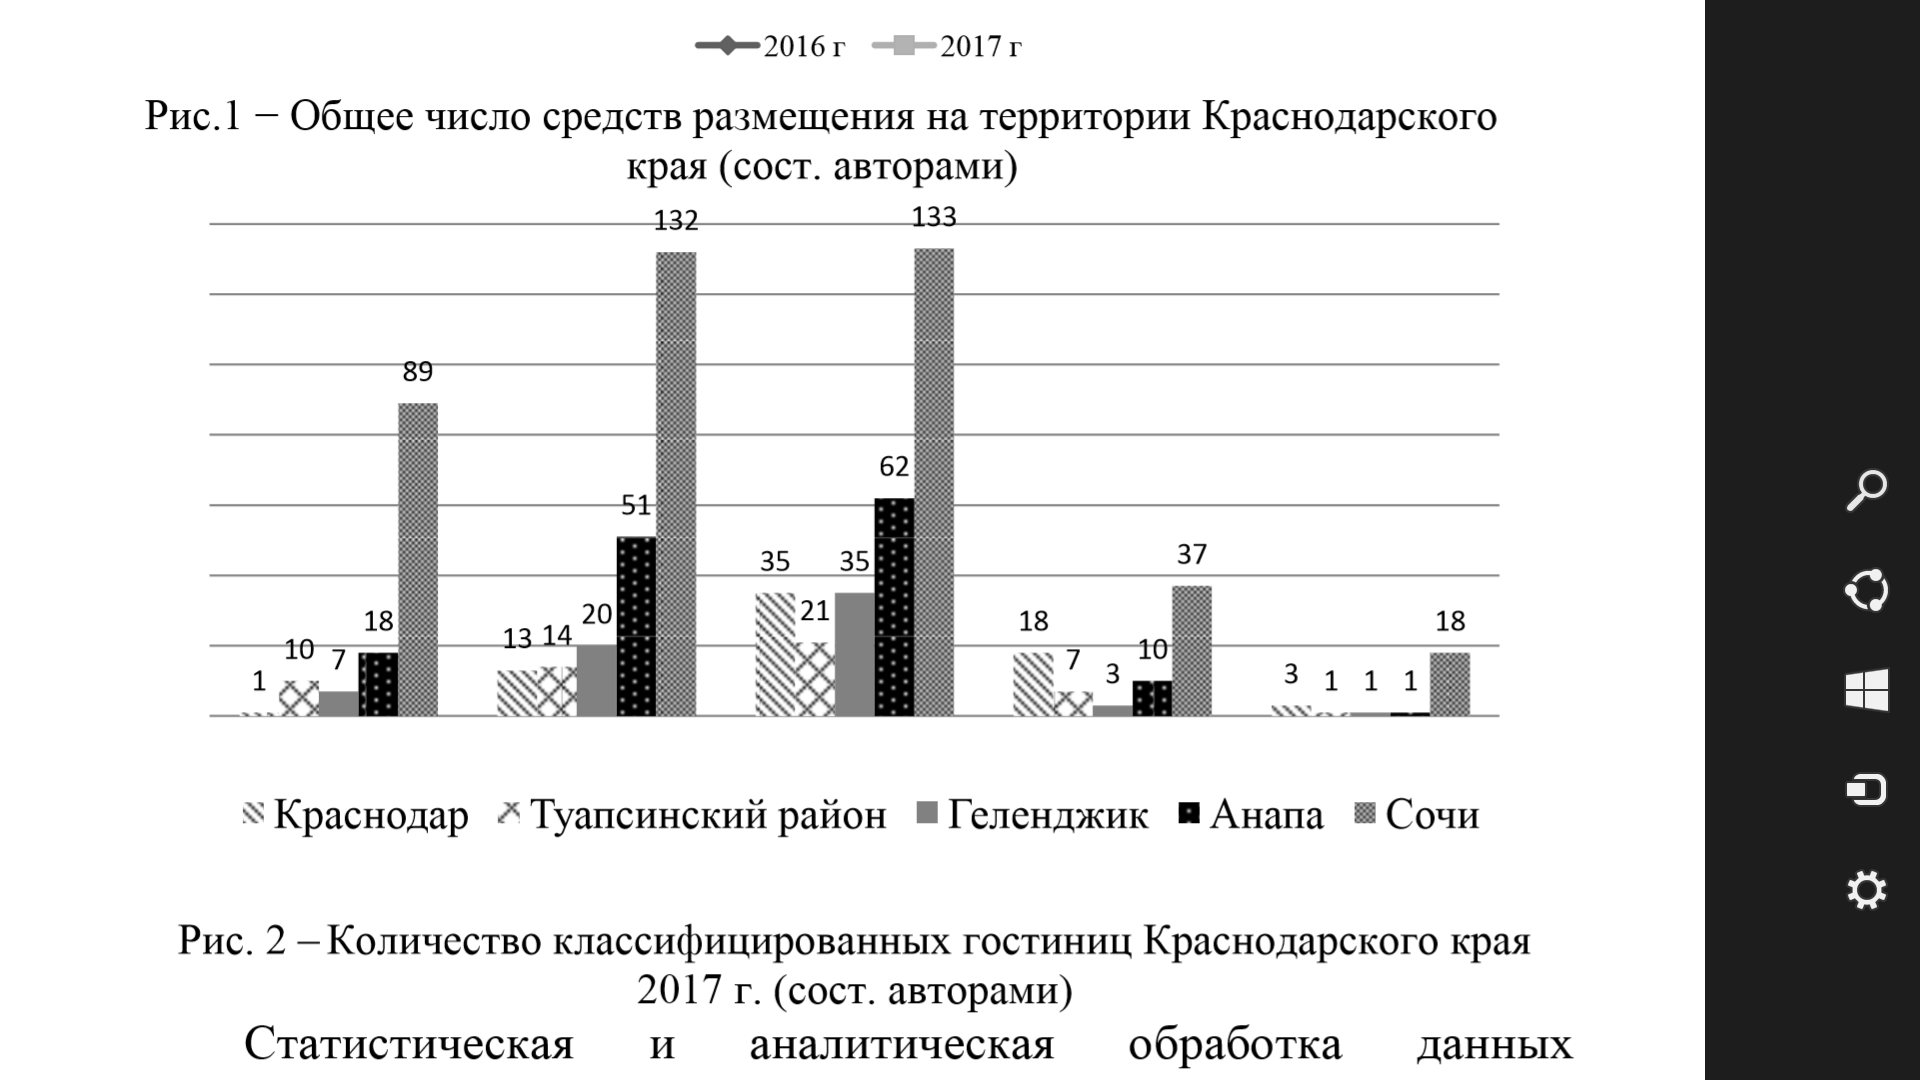 2016 г 2017 г
Рис.1 – Общее число средств размещения на территории Краснодарского
края (сост. авторами)
132 133
89
62
51
35 35 37
21
18 20 18 18
10 7 13 14 7 3 10 3 1 1 1
1
Краснодар Туапсинский район Геленджик Анапа Сочи
Рис. 2 – Количество классифицированных гостиниц Краснодарского края
2017 г. (сост. авторами)
Статистическая и аналитическая обработка данных